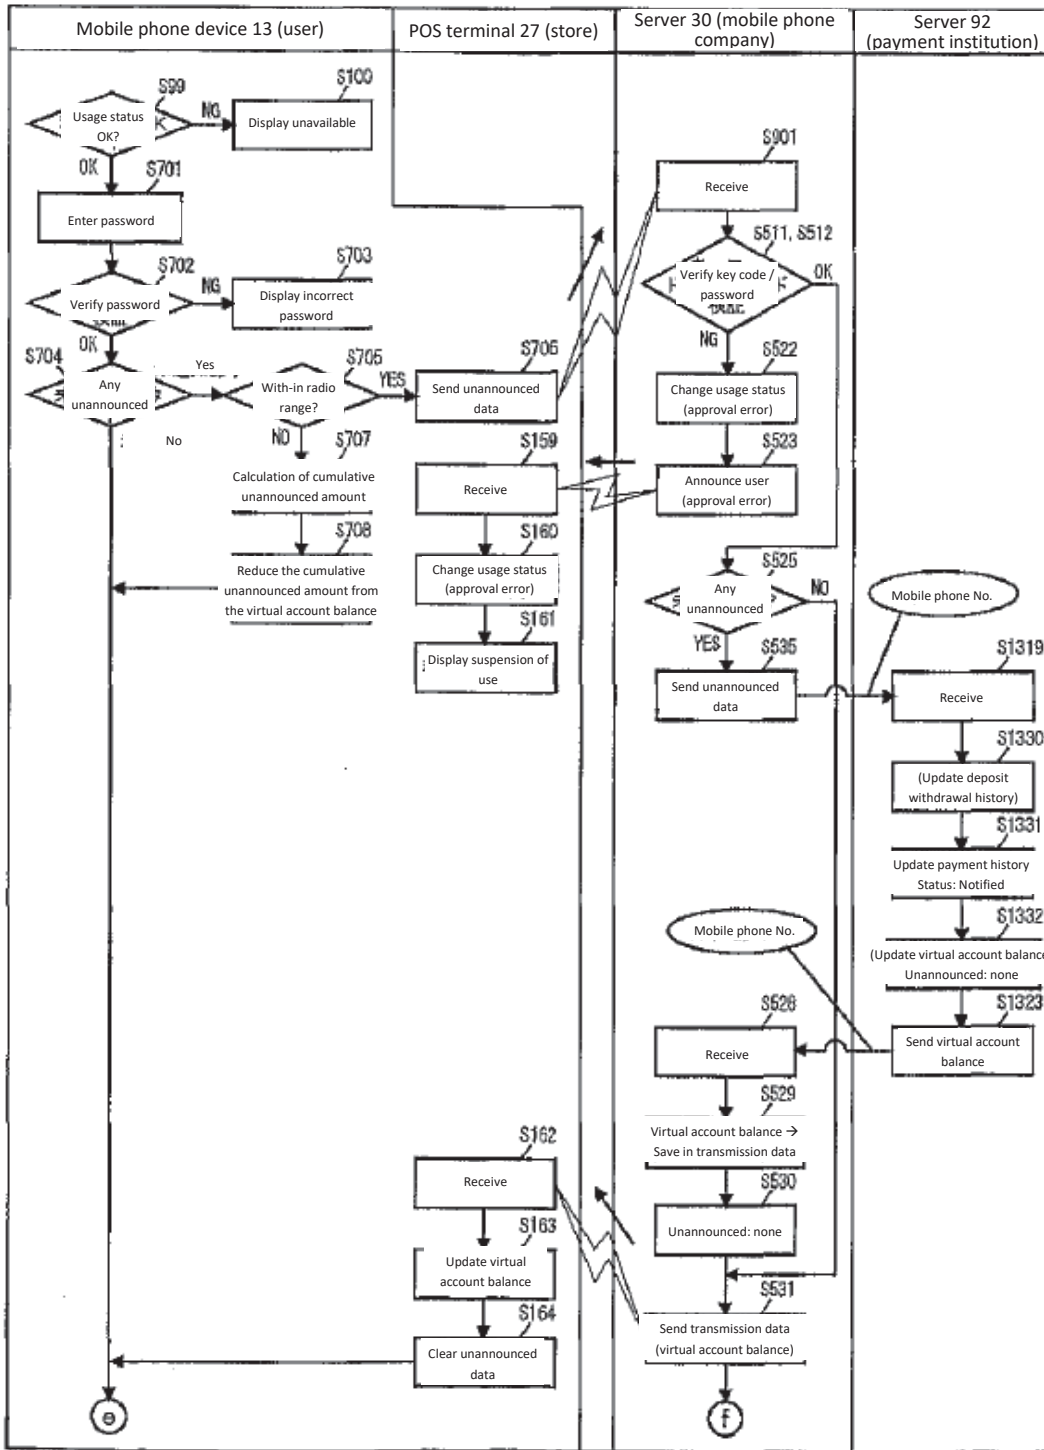 Mobile phone device 13 (user)
POS terminal 27 (store)
Server 30 (mobile phone
company)
Server 92
(payment institution)
S99
Usage status
OK?
NG
OK
S100
Display unavailable
S701
Enter password
S702
Verify password
NG
OK
S703
Display incorrect
password
S704
Any
unannounced
Yes
No
S705
With-in radio
range?
YES
NO
S706
Send unannounced
data
S707
Calculation of cumulative
unannounced amount
S708
Reduce the cumulative
unannounced amount from
the virtual account balance
S159
Receive
S160
Change usage status
(approval error)
S161
Display suspension of
use
S901
Receive
S511, S512
Verify key code /
password
OK
NG
S522
Change usage status
(approval error)
S523
Announce user
(approval error)
S525
Any
unannounced
NO
YES
S535
Send unannounced
data
Mobile phone No.
S1319
Receive
S1330
(Update deposit
withdrawal history)
S1331
Update payment history
Status: Notified
S1332
(Update virtual account balance
Unannounced: none
S1323
Send virtual account
balance
Mobile phone No.
S528
Receive
S529
Virtual account balance →
Save in transmission data
S530
Unannounced: none
S531
Send transmission data
(virtual account balance)
S162
Receive
S163
Update virtual
account balance
S164
Clear unannounced
data
e
f